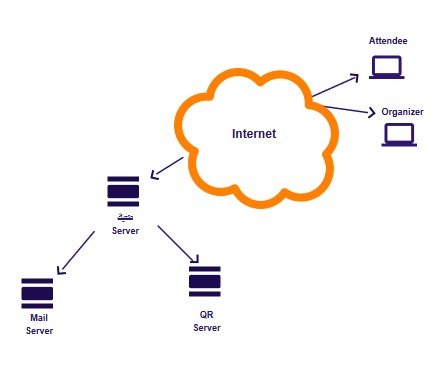 Attendee
Organizer
Internet
Server
Mail
Server
QR
Server